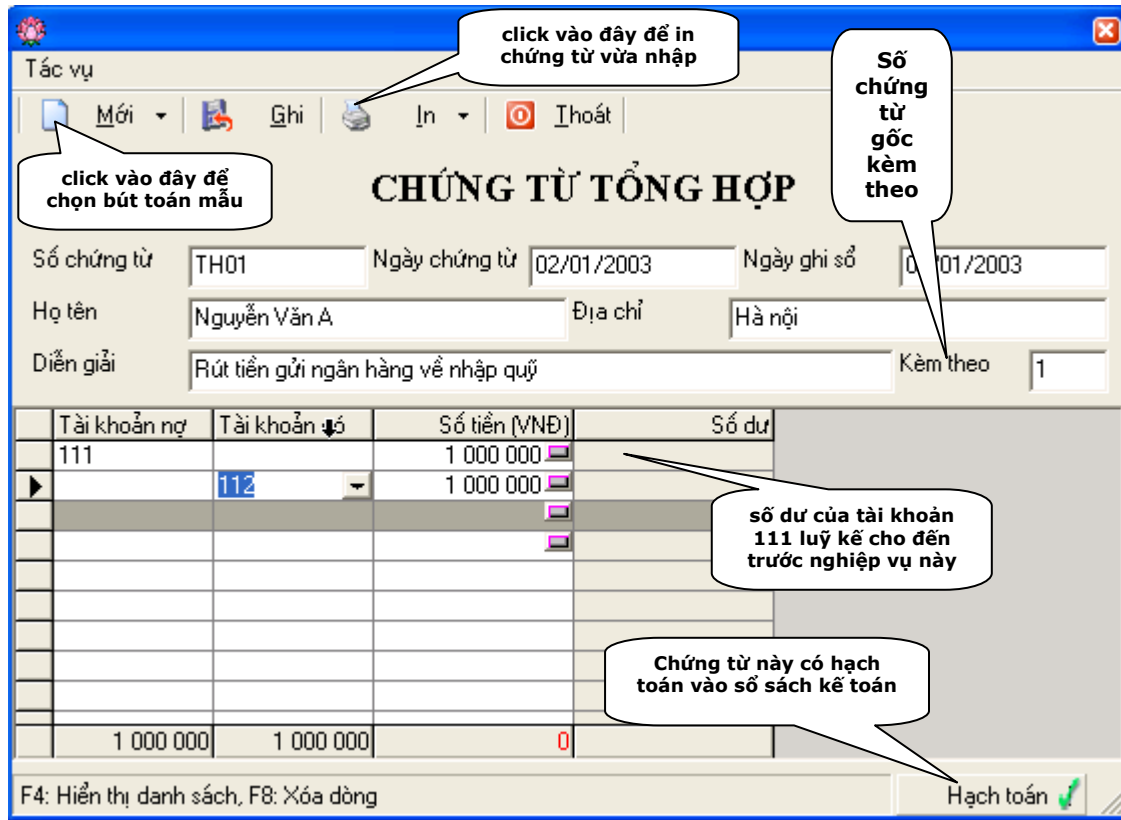 click vào đây để in
chứng từ vừa nhập
Số
chứng
từ
gốc
kèm
theo
Tác vụ
Mới Ghi In Thoát
click vào đây để
chọn bút toán mẫu
CHỨNG TỪ TỔNG HỢP
Số chứng từ TH01 Ngày chứng từ 02/01/2003 Ngày ghi sổ /01/2003
Họ tên Nguyễn Văn A Địa chỉ Hà nội
Diễn giải Rút tiền gửi ngân hàng về nhập quỹ Kèm theo 1
Tài khoản nợ Tài khoản có Số tiền (VNĐ) Số dư
111 1 000 000
112 1 000 000
số dư của tài khoản
111 luỹ kế cho đến
trước nghiệp vụ này
Chứng từ này có hạch
toán vào sổ sách kế toán
1 000 000 1 000 000 0
F4: Hiển thị danh sách, F8: Xóa dòng Hạch toán